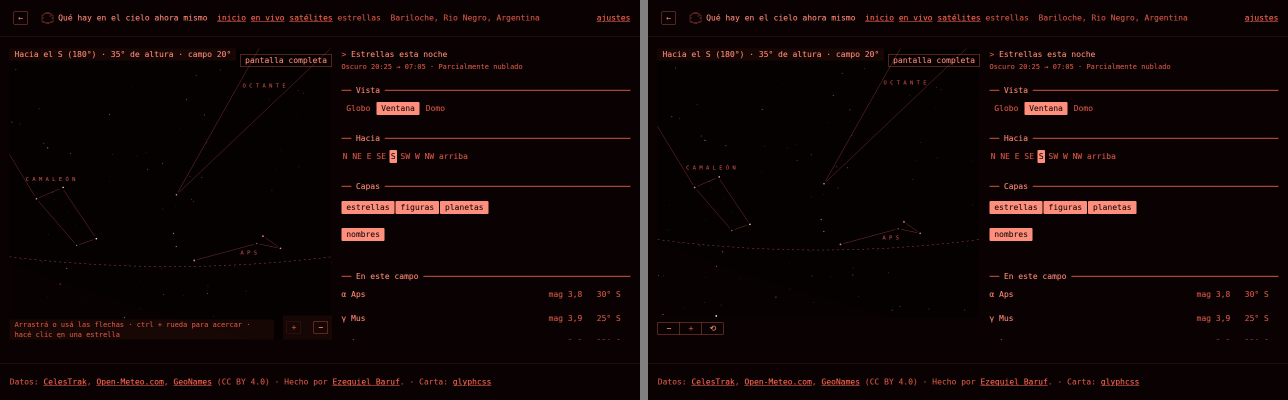 ← Qué hay en el cielo ahora mismo inicio en vivo satélites estrellas Bariloche, Río Negro, Argentina ajustes
Hacia el S (180°) · 35° de altura · campo 20°
pantalla completa
OCTANTE
CAMALEÓN
APS
Arrastrá o usá las flechas · ctrl + rueda para acercar ·
hacé clic en una estrella
+ −
> Estrellas esta noche
Oscuro 20:25 → 07:05 · Parcialmente nublado
Vista
Globo Ventana Domo
Hacia
N NE E SE S SW W NW arriba
Capas
estrellas figuras planetas
nombres
En este campo
α Aps mag 3,8 30° S
γ Mus mag 3,9 25° S
Datos: CelesTrak, Open-Meteo.com, GeoNames (CC BY 4.0) · Hecho por Ezequiel Baruf. · Carta: glyphcss
← Qué hay en el cielo ahora mismo inicio en vivo satélites estrellas Bariloche, Río Negro, Argentina ajustes
Hacia el S (180°) · 35° de altura · campo 20°
pantalla completa
OCTANTE
CAMALEÓN
APS
− + ⟲
> Estrellas esta noche
Oscuro 20:25 → 07:05 · Parcialmente nublado
Vista
Globo Ventana Domo
Hacia
N NE E SE S SW W NW arriba
Capas
estrellas figuras planetas
nombres
En este campo
α Aps mag 3,8 30° S
γ Mus mag 3,9 25° S
Datos: CelesTrak, Open-Meteo.com, GeoNames (CC BY 4.0) · Hecho por Ezequiel Baruf. · Carta: glyphcss